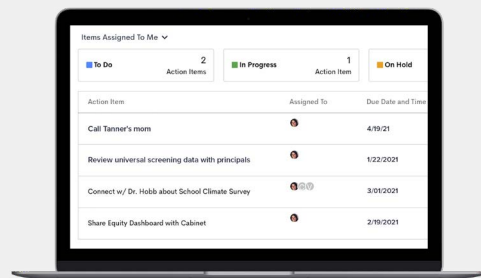 Items Assigned To Me
To Do
2
Action Items
In Progress
1
Action Item
On Hold
Action Item
Assigned To
Due Date and Time
Call Tanner's mom
4/19/21
Review universal screening data with principals
1/22/2021
Connect w/ Dr. Hobb about School Climate Survey
3/01/2021
Share Equity Dashboard with Cabinet
2/19/2021